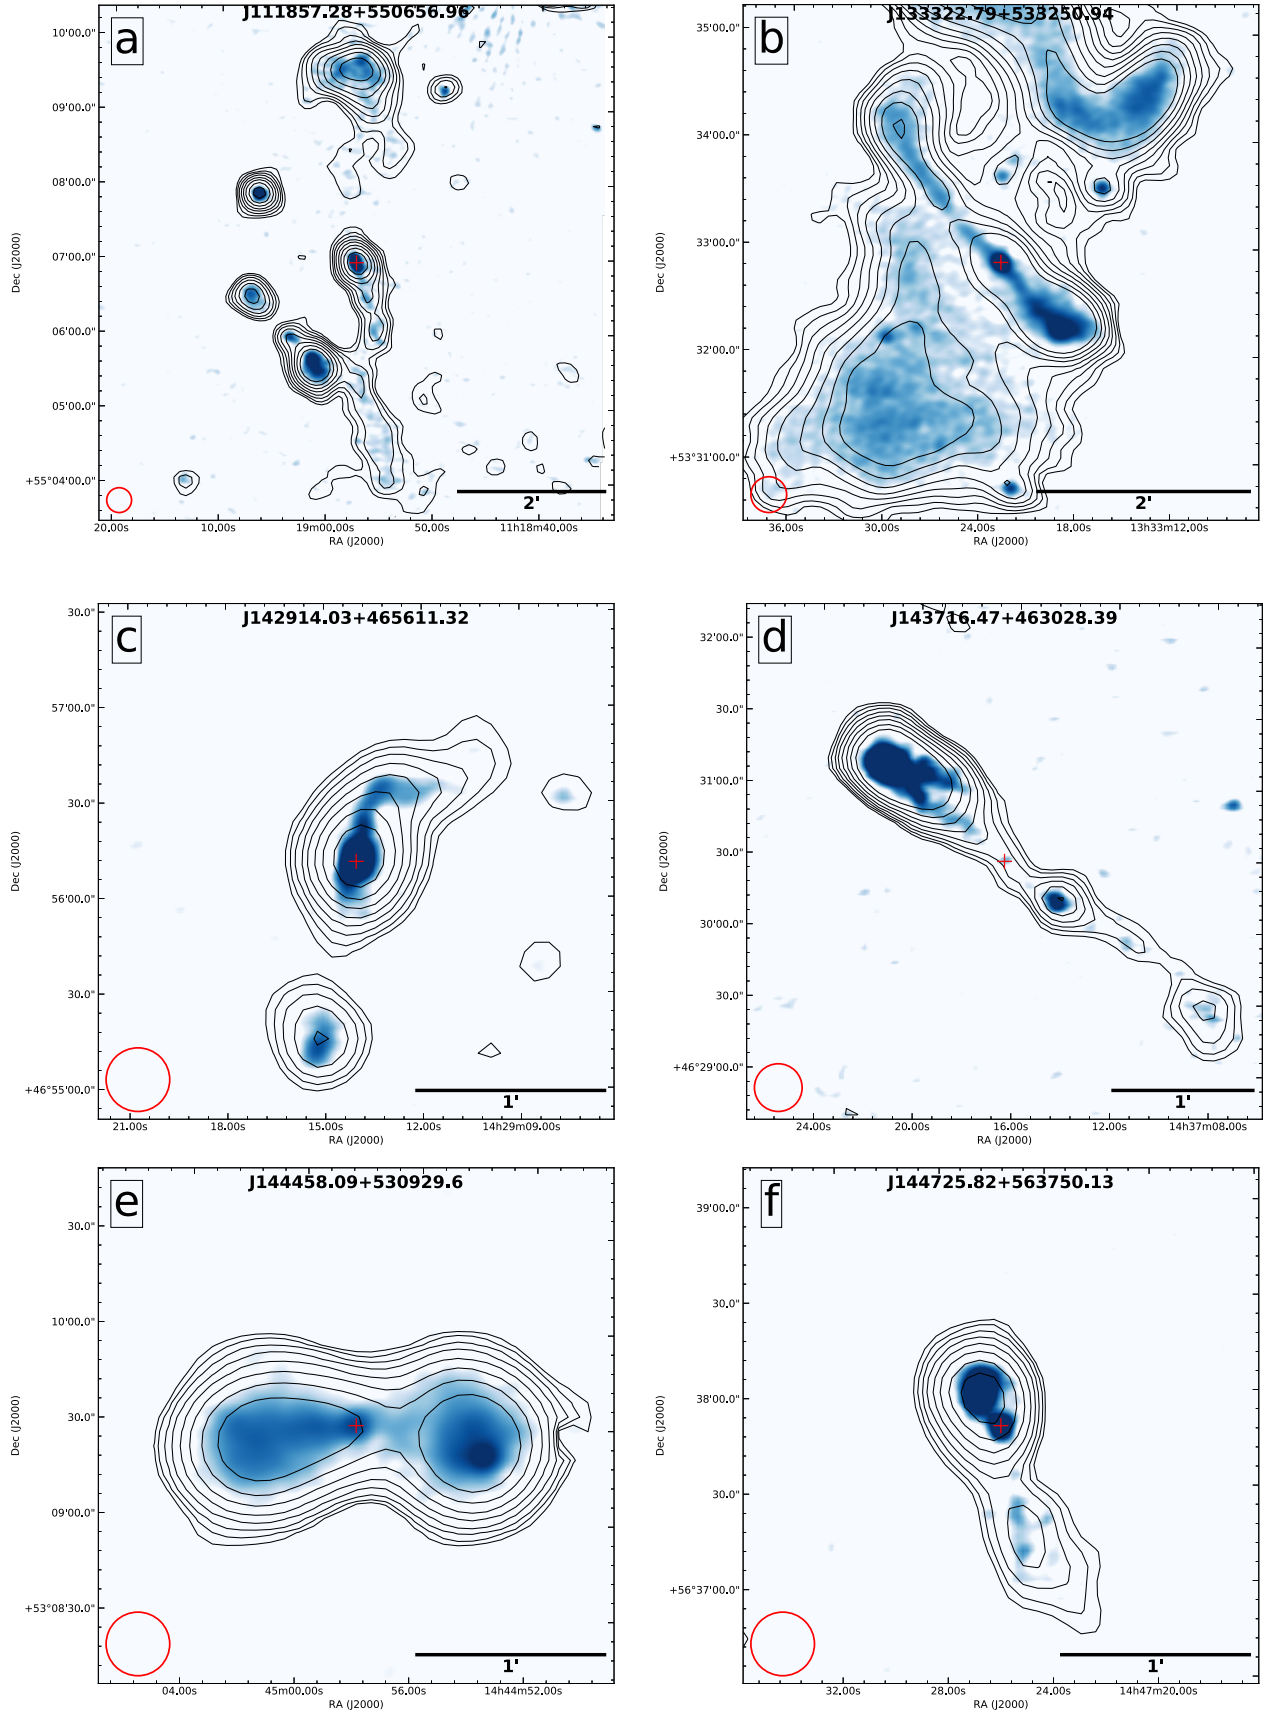 J111857.28+550656.96
a
10'00.0"
09'00.0"
08'00.0"
07'00.0"
06'00.0"
05'00.0"
+55°04'00.0"
Dec (J2000)
2'
20.00s
10.00s
19m00.00s
50.00s
11h18m40.00s
RA (J2000)
J133322.79+533250.94
b
35'00.0"
34'00.0"
33'00.0"
32'00.0"
+53°31'00.0"
Dec (J2000)
2'
36.00s
30.00s
24.00s
18.00s
13h33m12.00s
RA (J2000)
J142914.03+465611.32
c
30.0"
57'00.0"
30.0"
56'00.0"
30.0"
+46°55'00.0"
Dec (J2000)
1'
21.00s
18.00s
15.00s
12.00s
14h29m09.00s
RA (J2000)
J143716.47+463028.39
d
32'00.0"
30.0"
31'00.0"
30.0"
30'00.0"
30.0"
+46°29'00.0"
Dec (J2000)
1'
24.00s
20.00s
16.00s
12.00s
14h37m08.00s
RA (J2000)
J144458.09+530929.6
e
30.0"
10'00.0"
30.0"
09'00.0"
+53°08'30.0"
Dec (J2000)
1'
04.00s
45m00.00s
56.00s
14h44m52.00s
RA (J2000)
J144725.82+563750.13
f
39'00.0"
30.0"
38'00.0"
30.0"
+56°37'00.0"
Dec (J2000)
1'
32.00s
28.00s
24.00s
14h47m20.00s
RA (J2000)